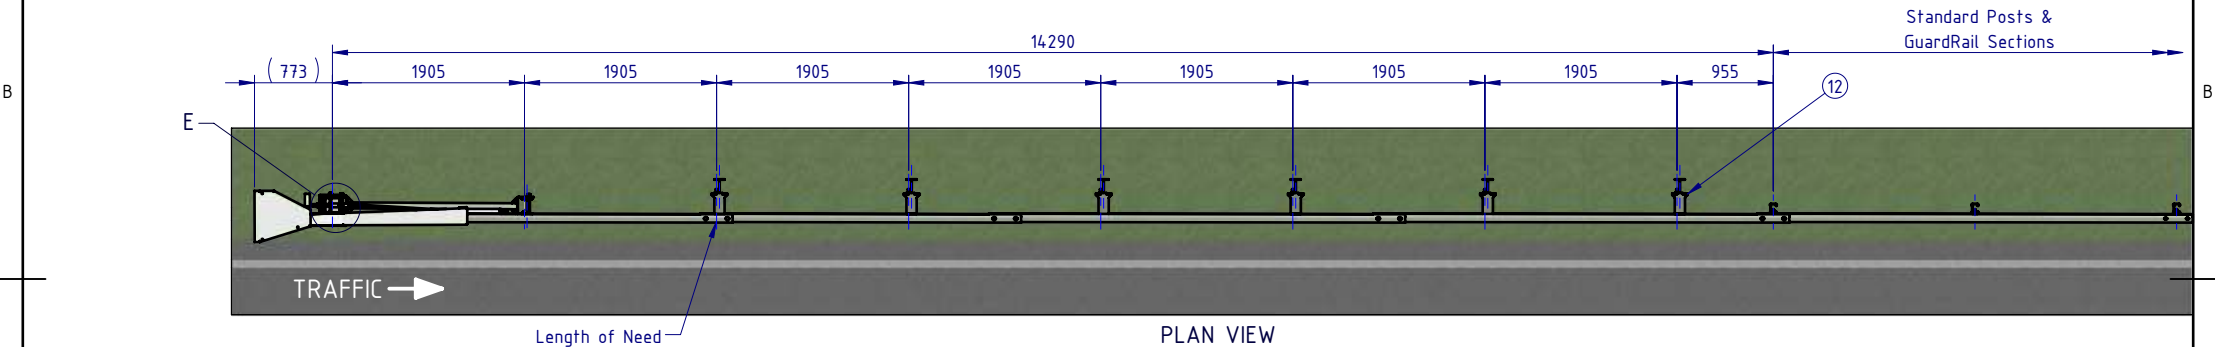 Standard Posts &
GuardRail Sections
14290
(773) 1905 1905 1905 1905 1905 1905 1905 955
12
B B
E
TRAFFIC
Length of Need
PLAN VIEW